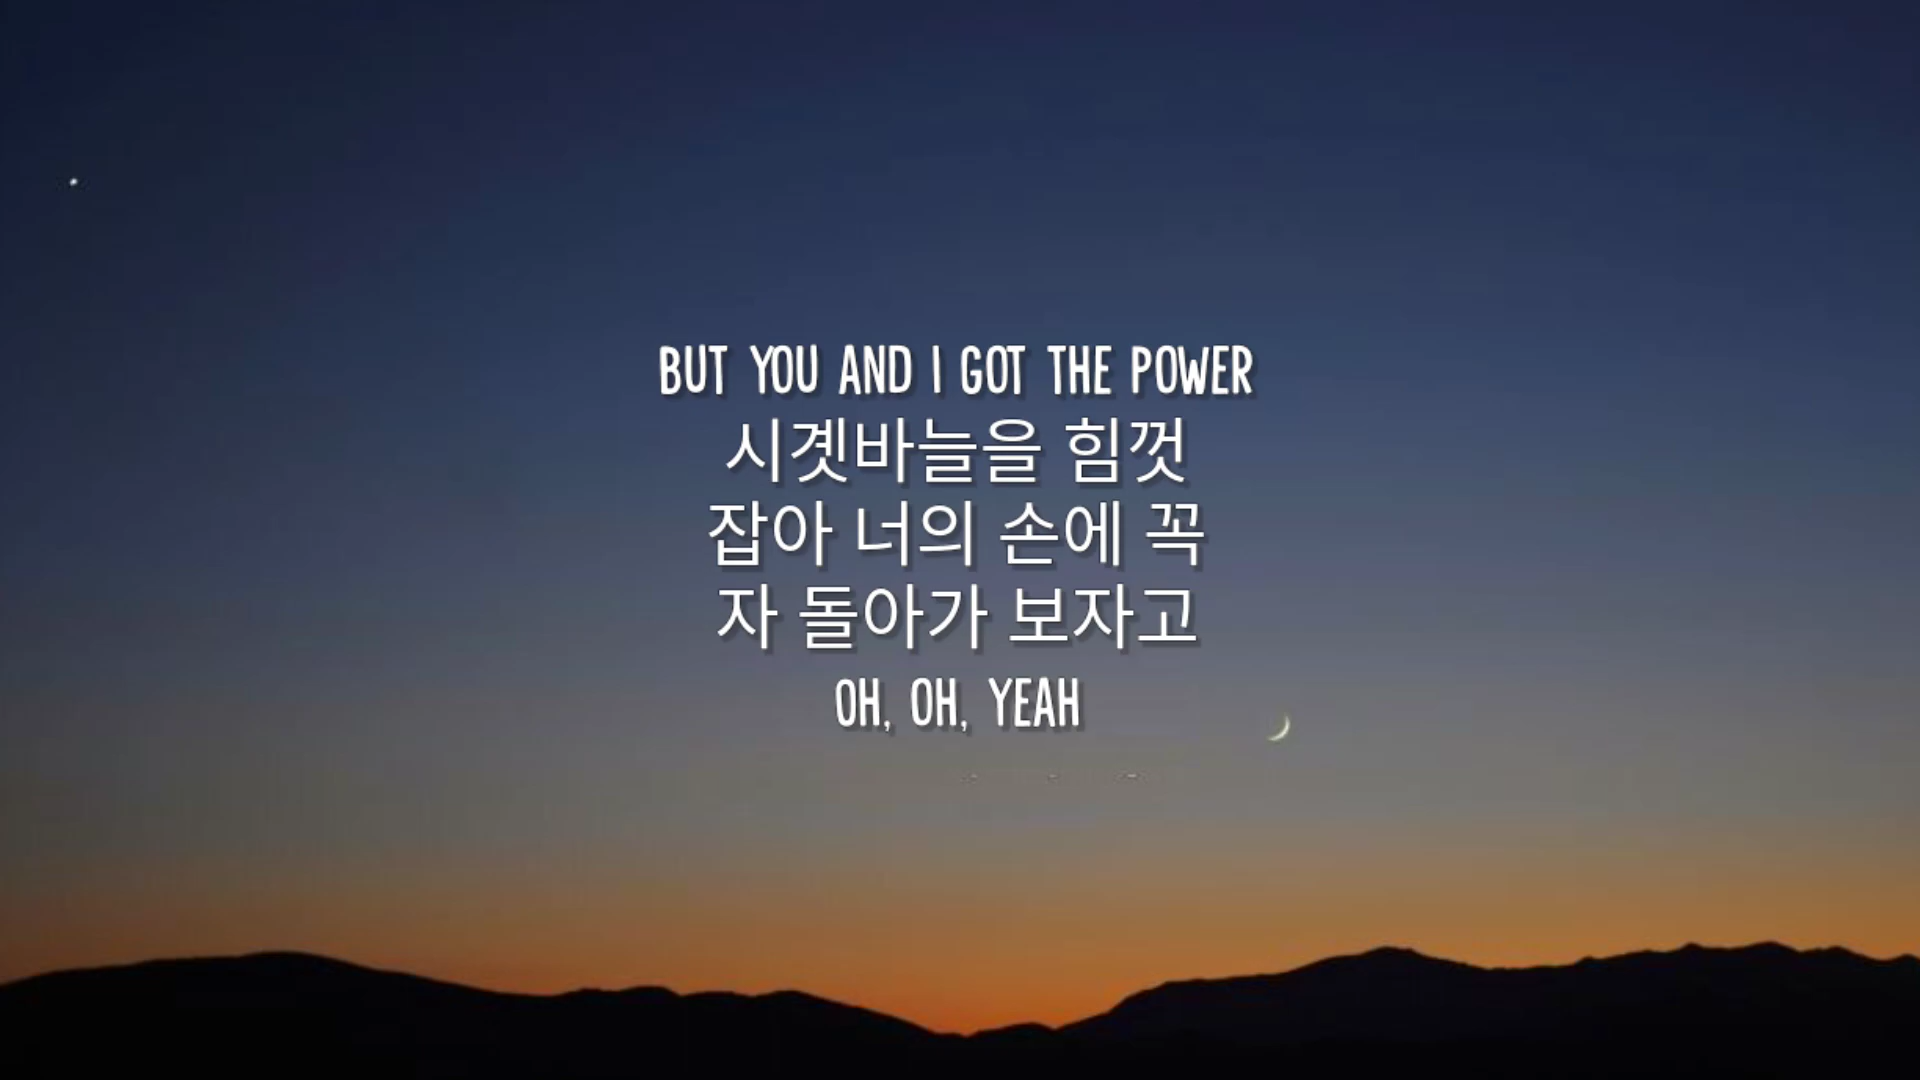 BUT YOU AND I GOT THE POWER
시곗바늘을 힘껏
잡아 너의 손에 꼭
자 돌아가 보자고
OH, OH, YEAH